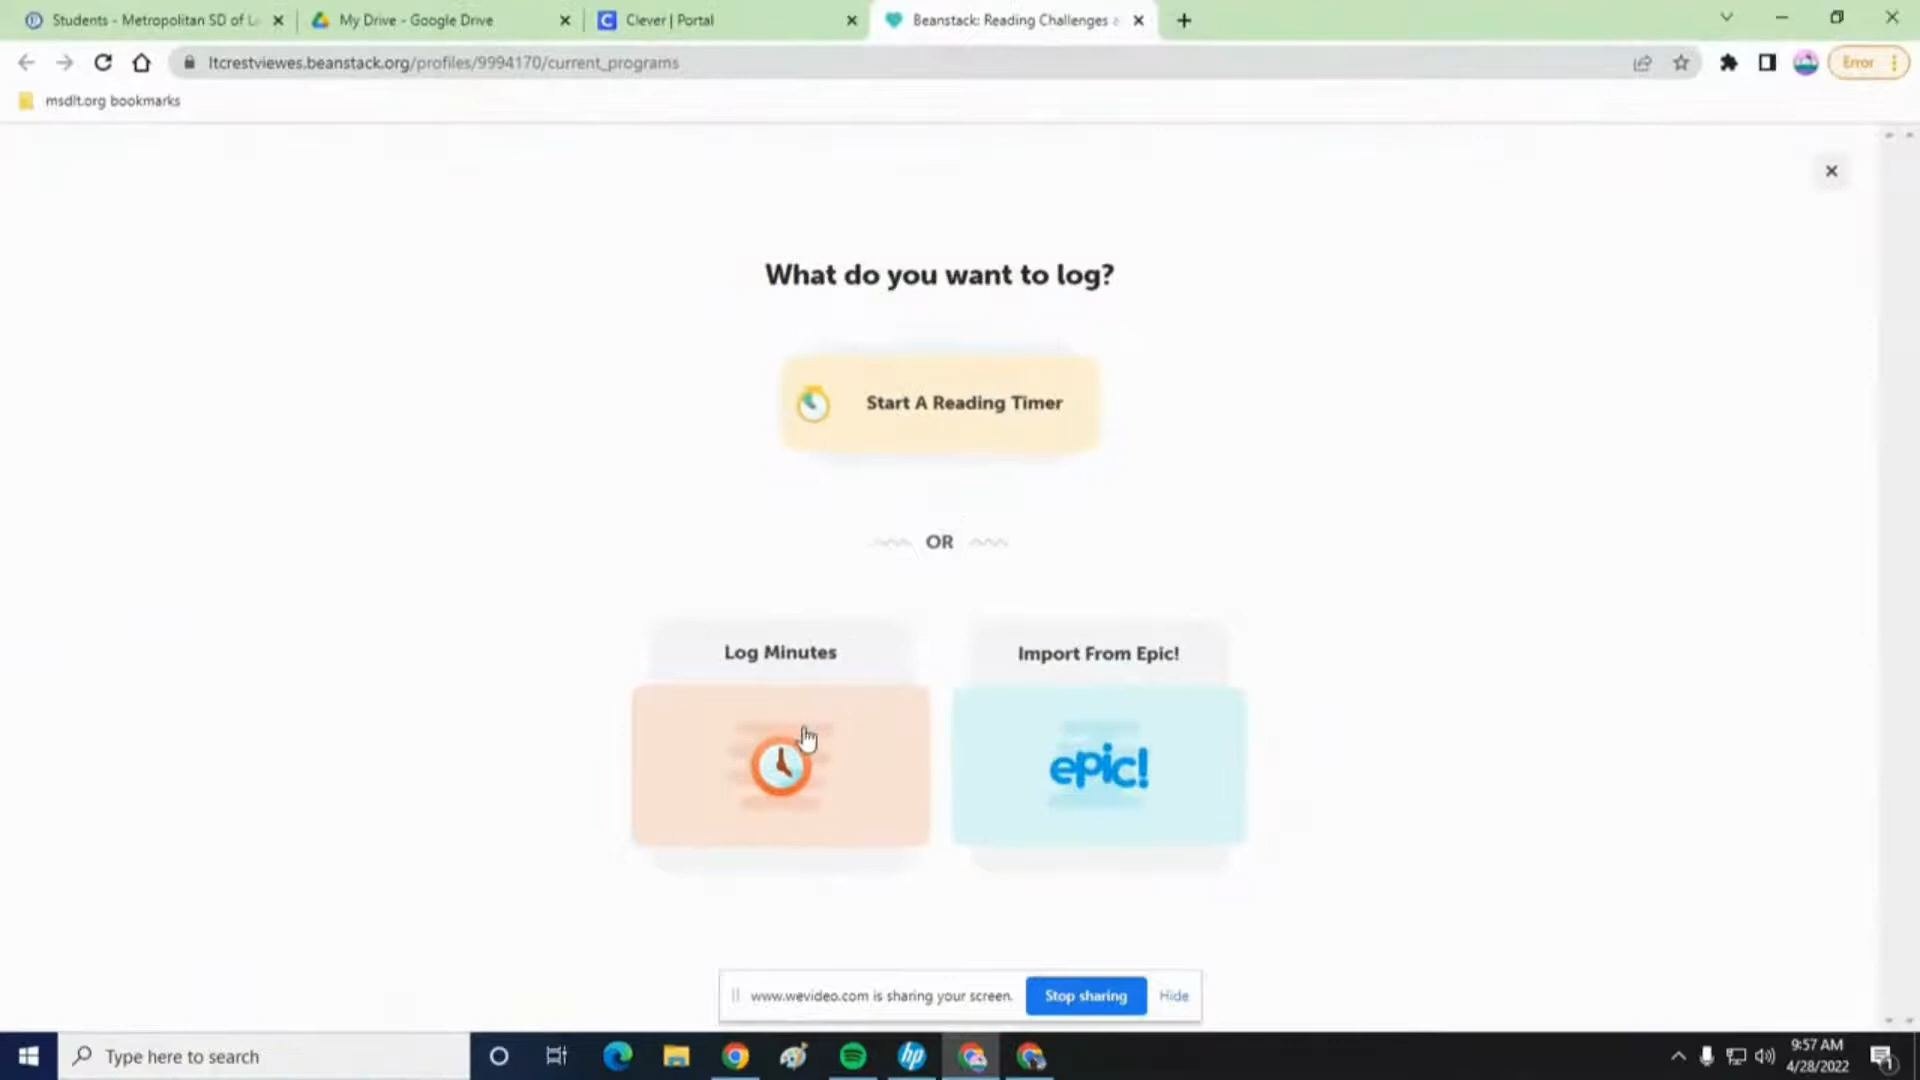 Students - Metropolitan SD of L
My Drive - Google Drive
Clever | Portal
Beanstack: Reading Challenges a
ltcrestviewes.beanstack.org/profiles/9994170/current_programs
Error
msdlt.org bookmarks
What do you want to log?
Start A Reading Timer
OR
Log Minutes
Import From Epic!
epic!
www.wevideo.com is sharing your screen.
Stop sharing
Hide
Type here to search
hp
9:57 AM
4/28/2022
1